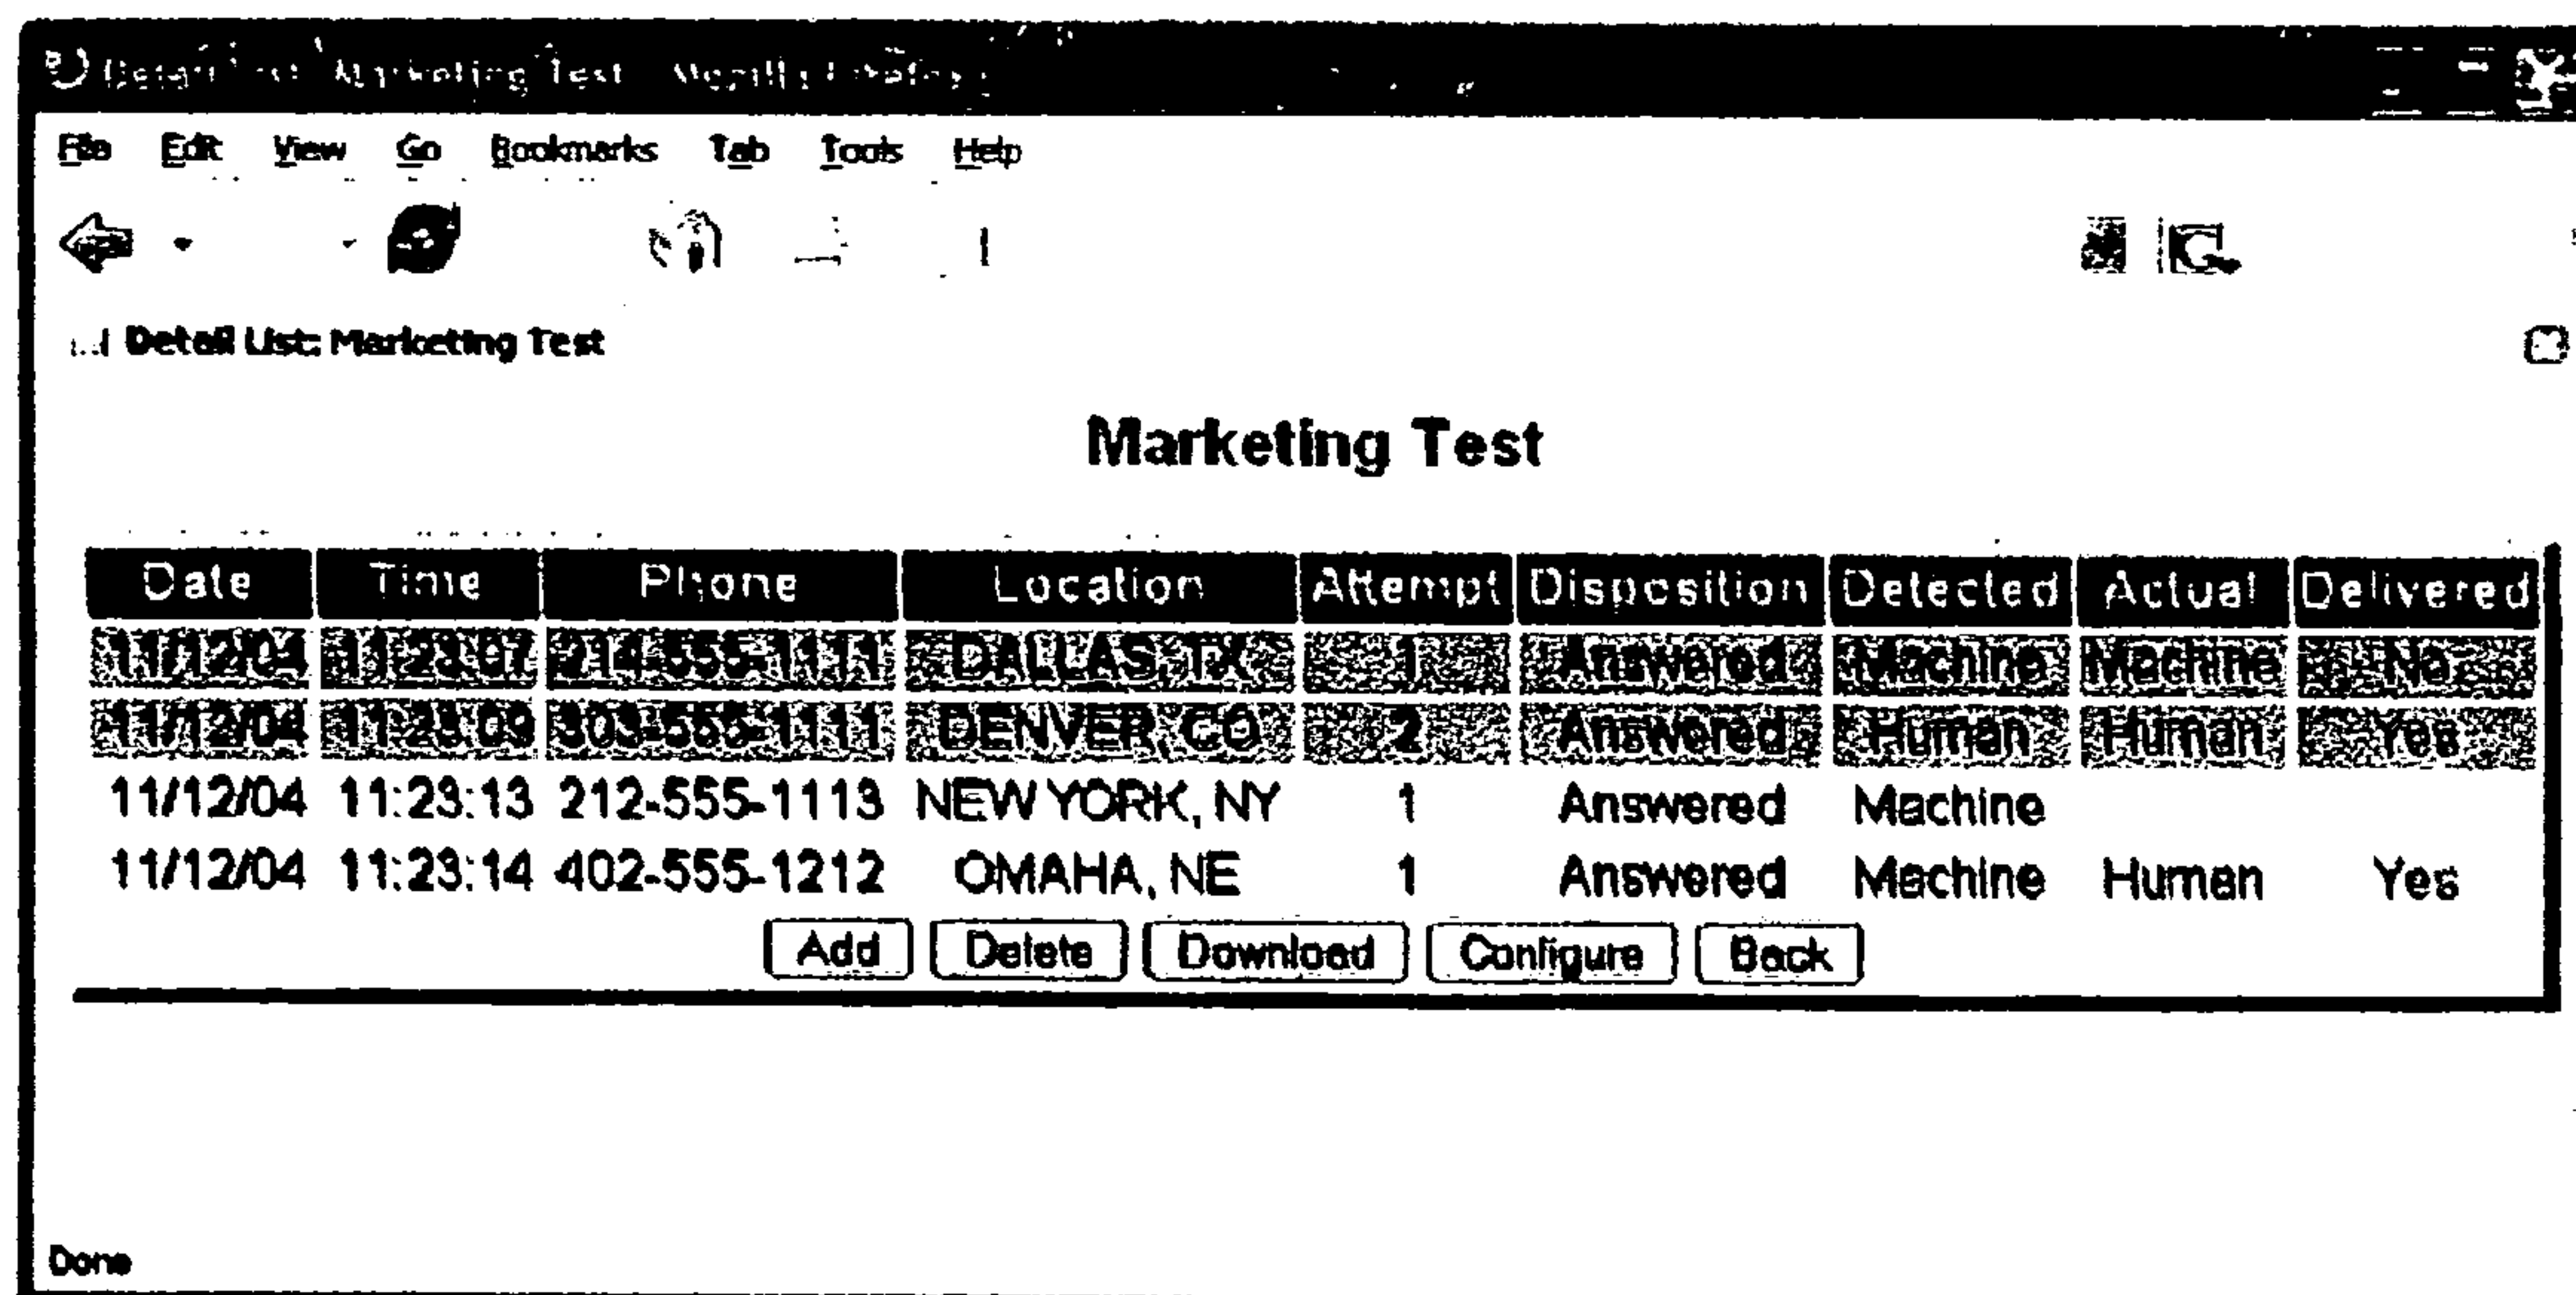 Marketing Test
File Edit View Go Bookmarks Tab Tools Help
Detail List: Marketing Test
Marketing Test
Date Time Phone Location Attempt Disposition Detected Actual Delivered
11/12/04 11:23:07 214-555-1111 DALLAS, TX 1 Answered Machine Machine No
11/12/04 11:23:09 303-555-1111 DENVER, CO 2 Answered Human Human Yes
11/12/04 11:23:13 212-555-1113 NEW YORK, NY 1 Answered Machine
11/12/04 11:23:14 402-555-1212 OMAHA, NE 1 Answered Machine Human Yes
Add Delete Download Configure Back
Done